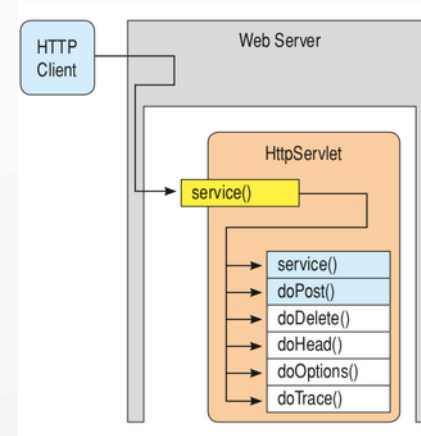 HTTP
Client
Web Server
HttpServlet
service()
service()
doPost()
doDelete()
doHead()
doOptions()
doTrace()